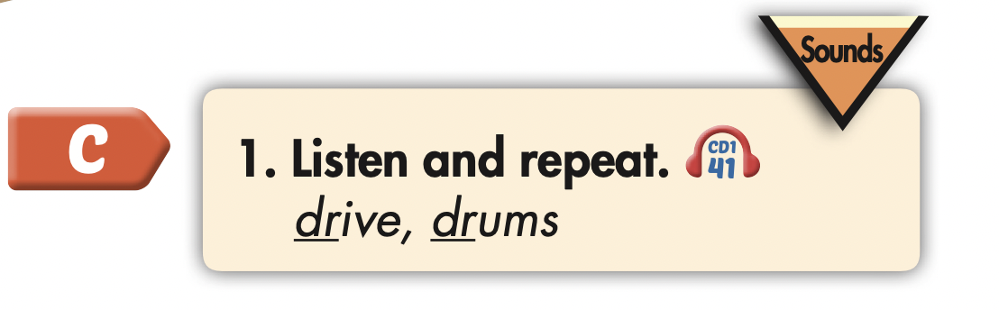 Sounds
C
1. Listen and repeat. CD1 41
drive, drums